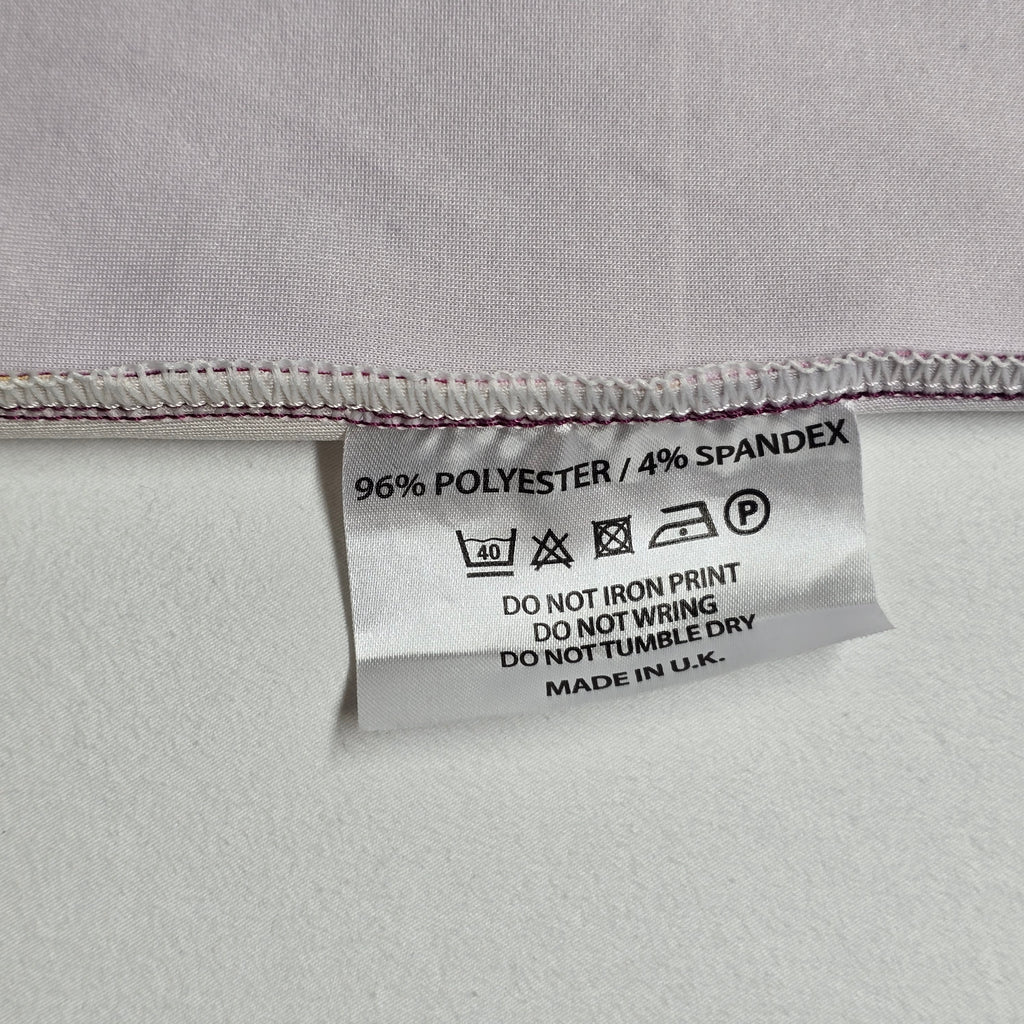 96% POLYESTER / 4% SPANDEX
40 P
DO NOT IRON PRINT
DO NOT WRING
DO NOT TUMBLE DRY
MADE IN U.K.